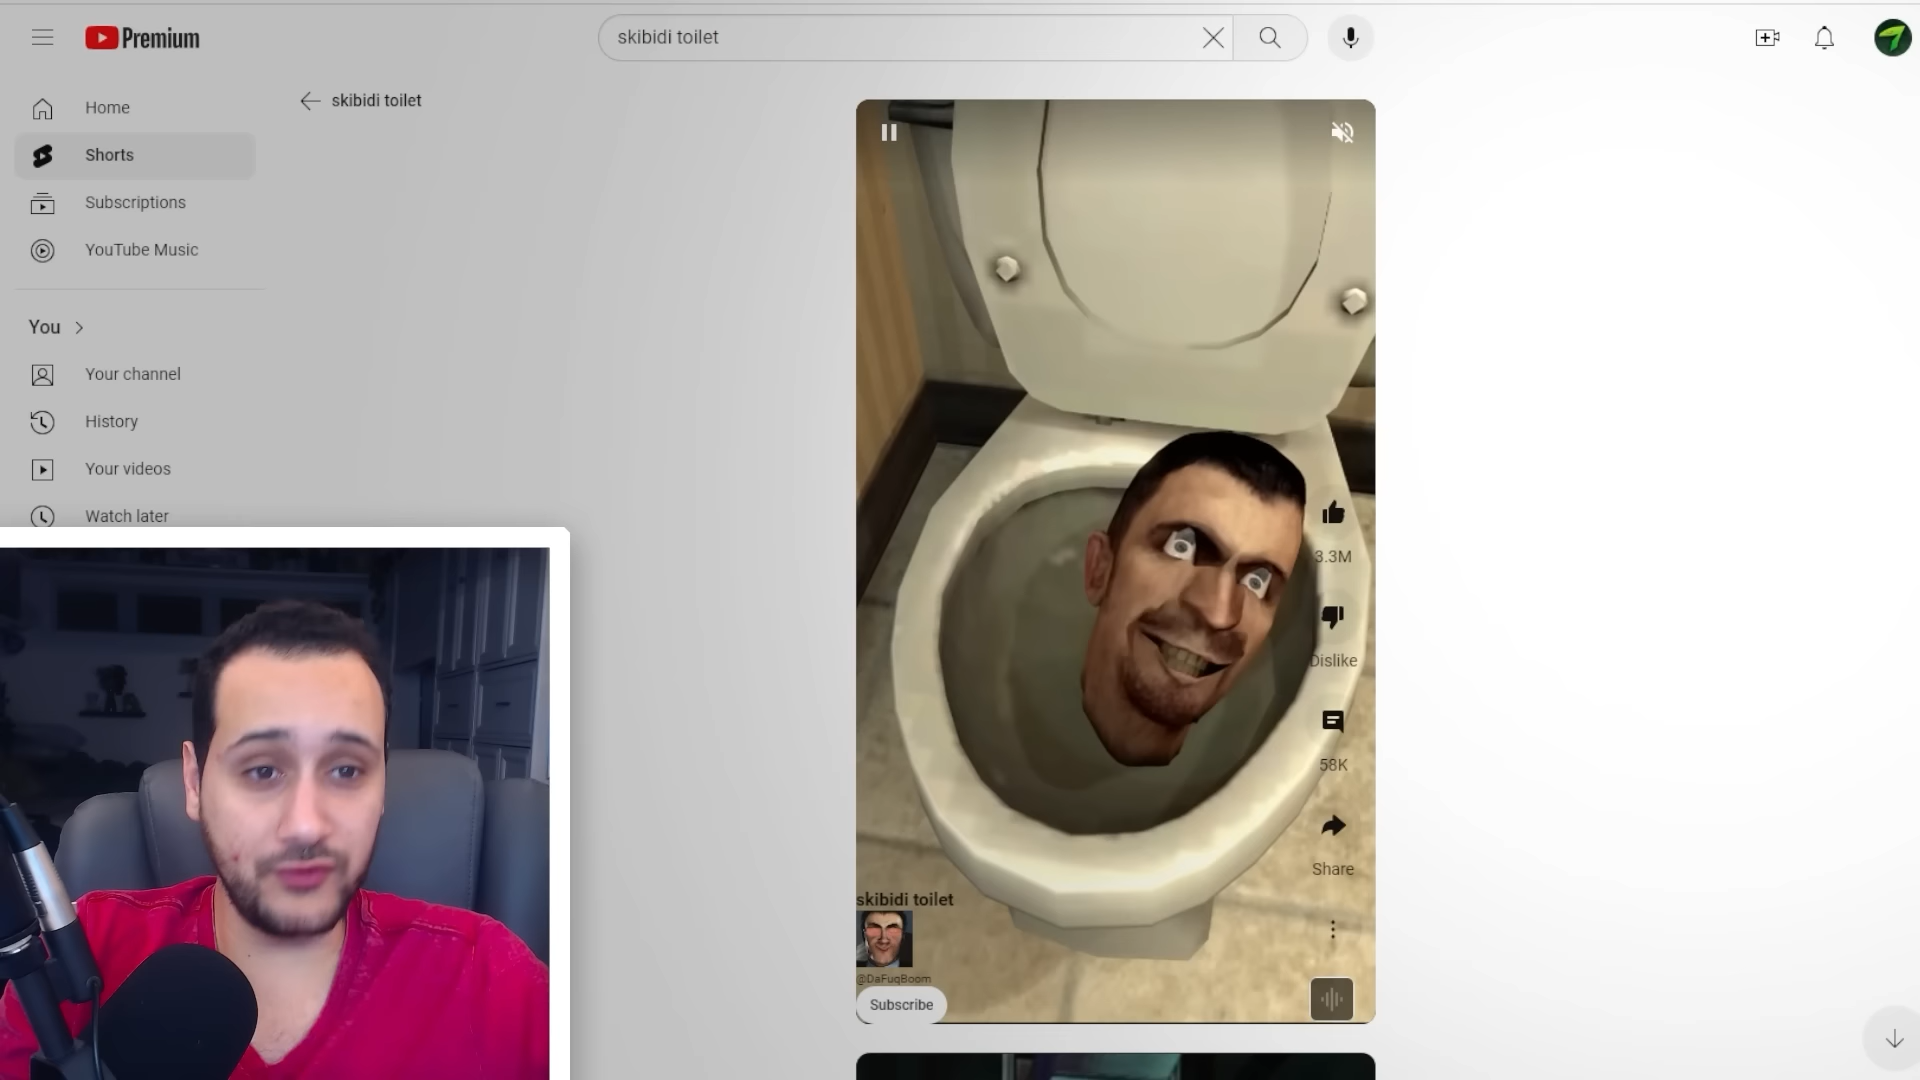 Premium
skibidi toilet
Home
skibidi toilet
Shorts
Subscriptions
YouTube Music
You
Your channel
History
Your videos
Watch later
3.3M
Dislike
58K
Share
skibidi toilet
@DaFuqBoom
Subscribe